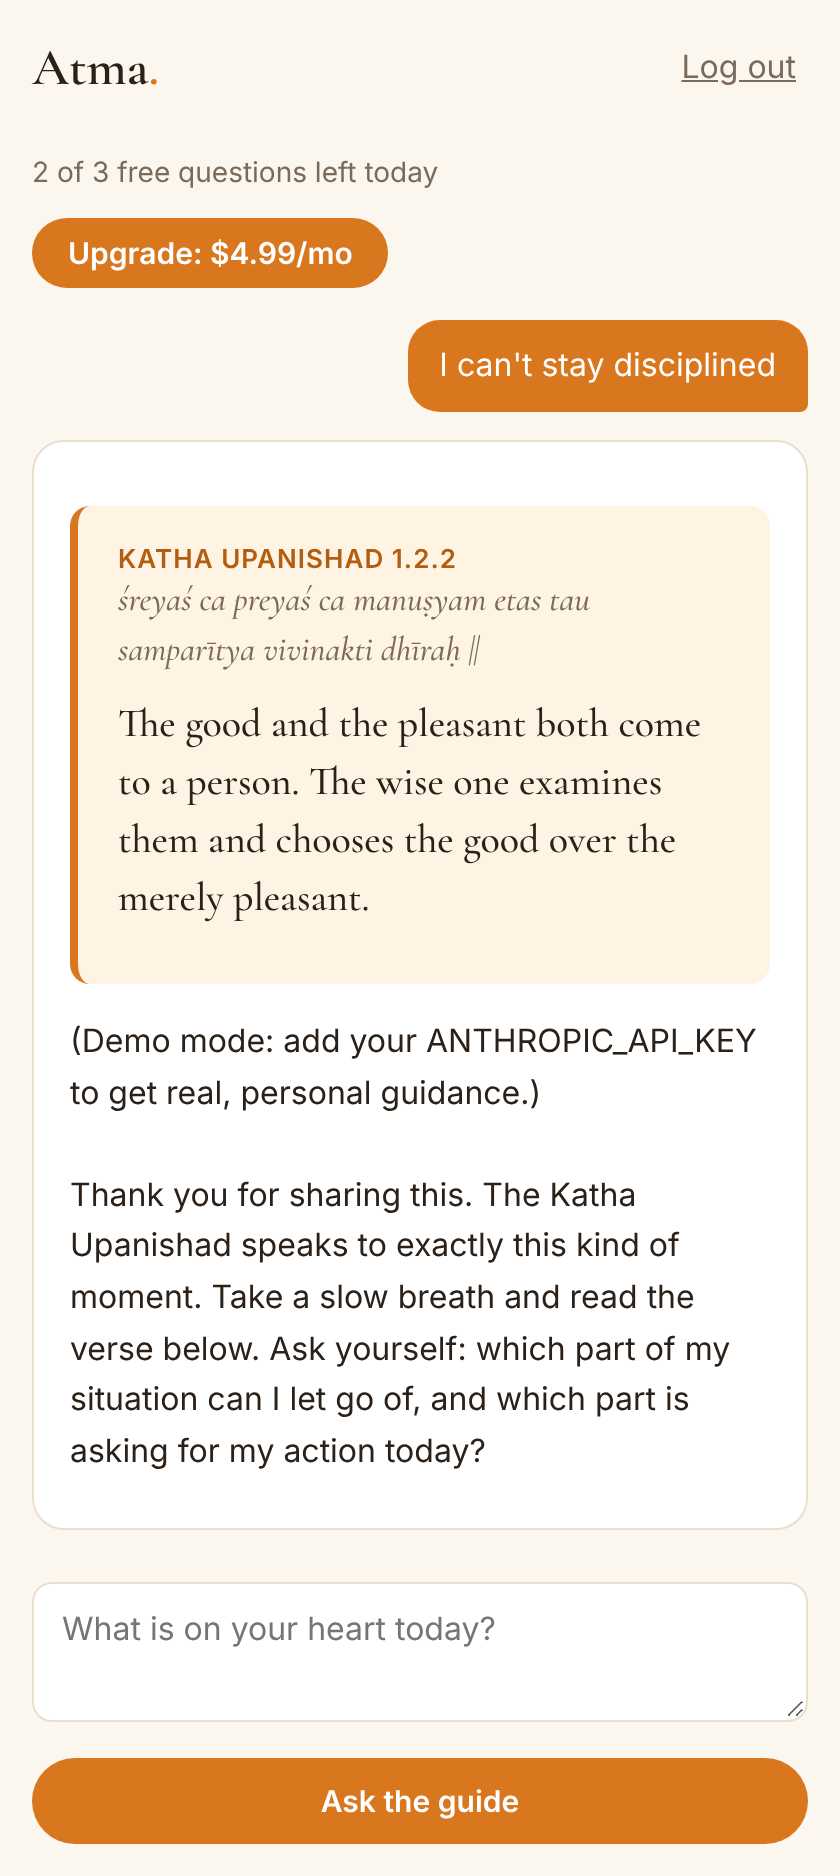 Atma.
Log out
2 of 3 free questions left today
Upgrade: $4.99/mo
I can't stay disciplined
KATHA UPANISHAD 1.2.2
śreyaś ca preyaś ca manuṣyam etas tau
samparītya vivinakti dhīraḥ ||
The good and the pleasant both come
to a person. The wise one examines
them and chooses the good over the
merely pleasant.
(Demo mode: add your ANTHROPIC_API_KEY
to get real, personal guidance.)
Thank you for sharing this. The Katha
Upanishad speaks to exactly this kind of
moment. Take a slow breath and read the
verse below. Ask yourself: which part of my
situation can I let go of, and which part is
asking for my action today?
What is on your heart today?
Ask the guide